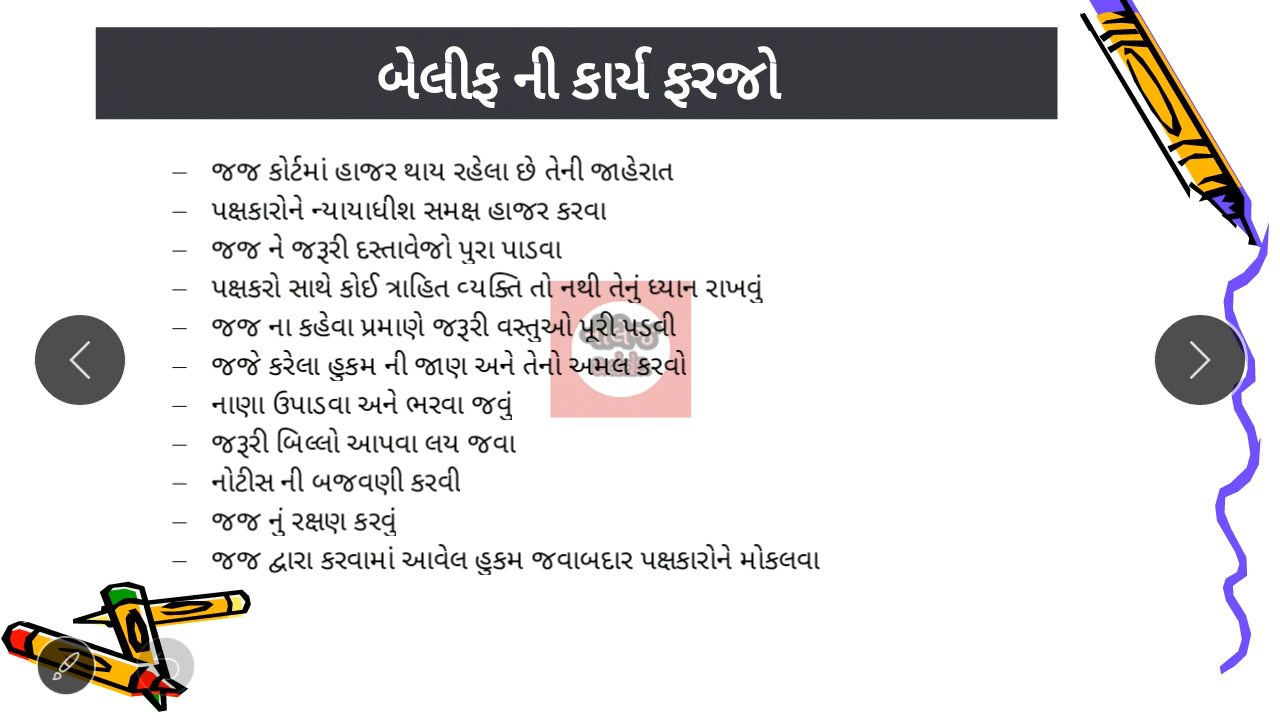 બેલીફ ની કાર્ય ફરજો
– જજ કોર્ટમાં હાજર થાય રહેલા છે તેની જાહેરાત
– પક્ષકારોને ન્યાયાધીશ સમક્ષ હાજર કરવા
– જજ ને જરૂરી દસ્તાવેજો પુરા પાડવા
– પક્ષકરો સાથે કોઈ ત્રાહિત વ્યક્તિ તો નથી તેનું ધ્યાન રાખવું
– જજ ના કહેવા પ્રમાણે જરૂરી વસ્તુઓ પૂરી પડવી
– જજે કરેલા હુકમ ની જાણ અને તેનો અમલ કરવો
– નાણા ઉપાડવા અને ભરવા જવું
– જરૂરી બિલ્લો આપવા લય જવા
– નોટીસ ની બજવણી કરવી
– જજ નું રક્ષણ કરવું
– જજ દ્વારા કરવામાં આવેલ હુકમ જવાબદાર પક્ષકારોને મોકલવા